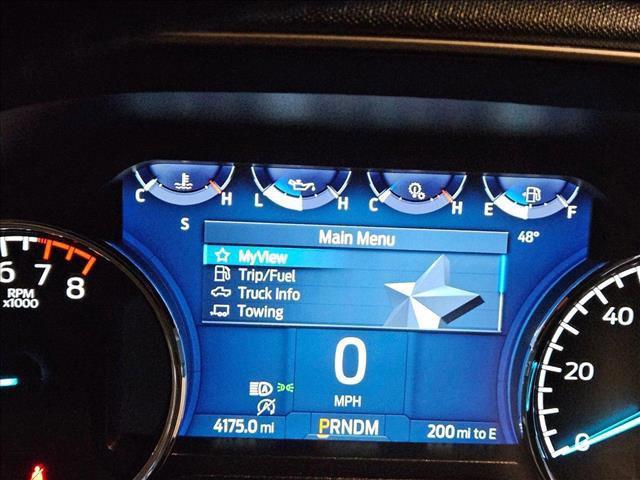 C H L H C H E F
S
Main Menu
48°
MyView
Trip/Fuel
Truck Info
Towing
6 7 8
RPM
x1000
40
20
0
0
MPH
4175.0 mi
PRNDM
200 mi to E